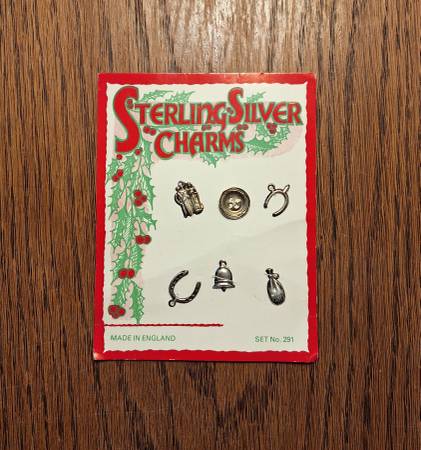 STERLING SILVER
CHARMS
MADE IN ENGLAND
SET No. 291